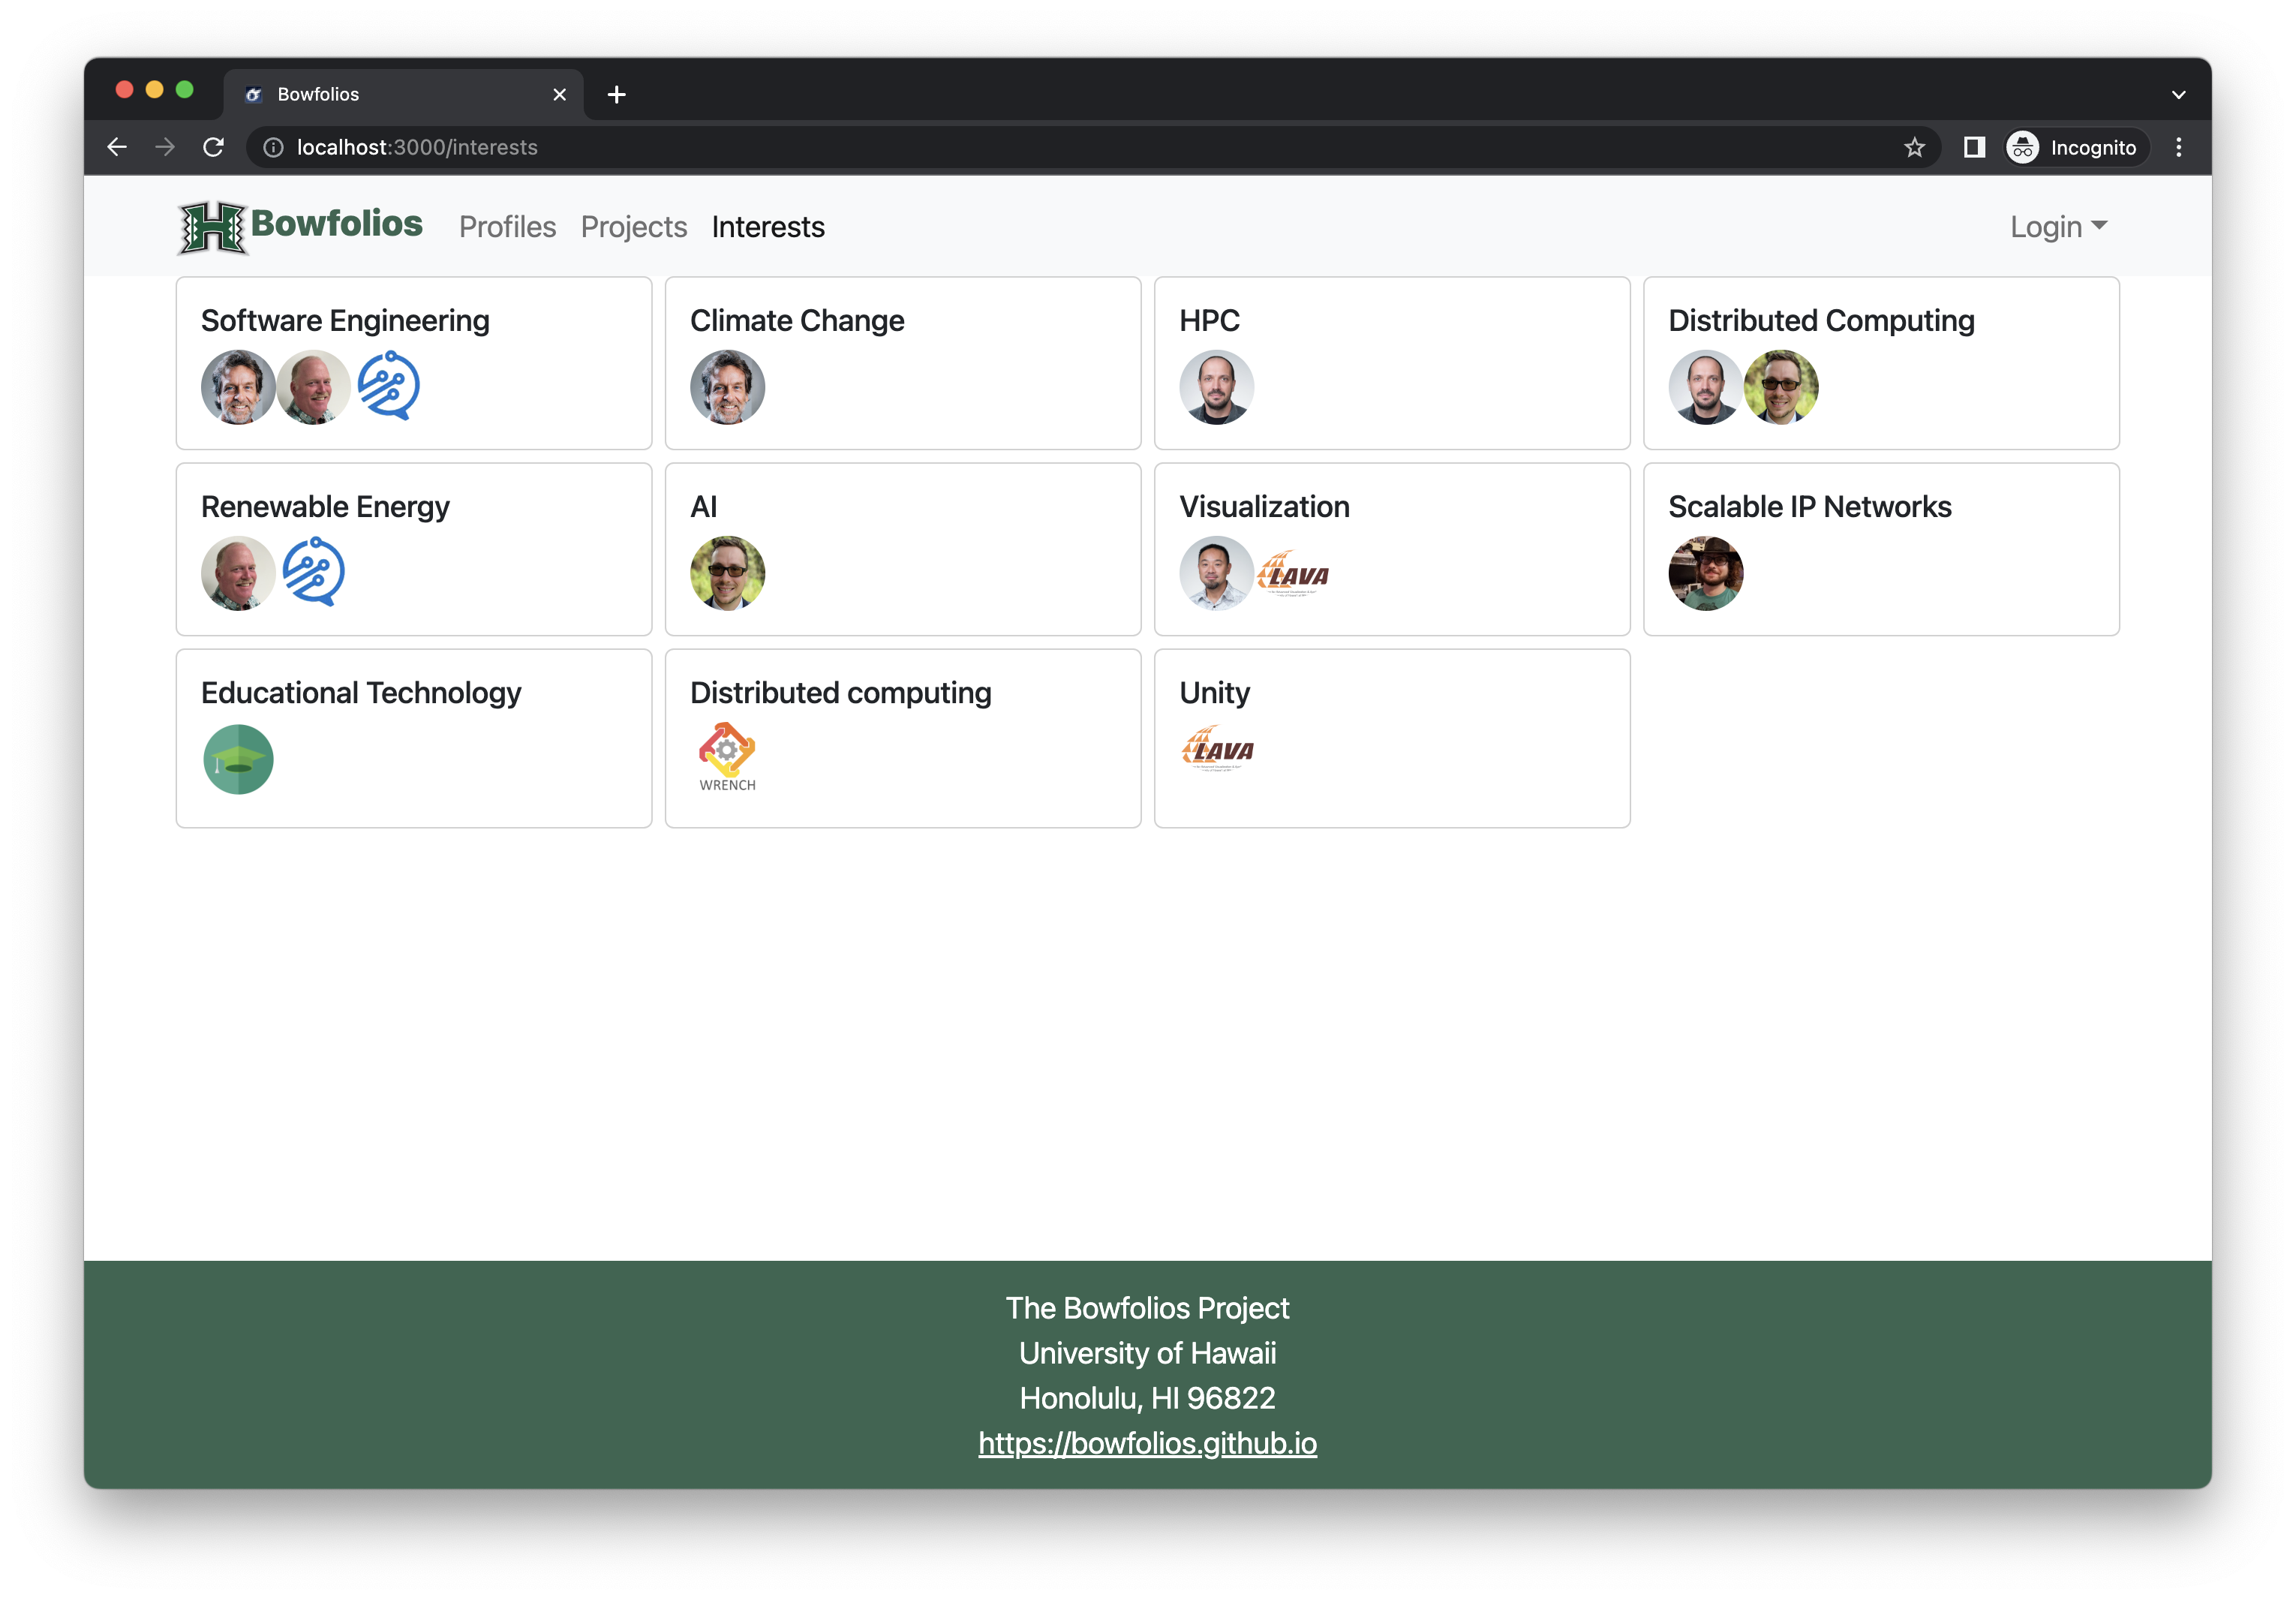 Bowfolios
localhost:3000/interests
Incognito
Bowfolios
Profiles
Projects
Interests
Login
Software Engineering
Climate Change
HPC
Distributed Computing
Renewable Energy
AI
Visualization
LAVA
Scalable IP Networks
Educational Technology
Distributed computing
WRENCH
Unity
LAVA
The Bowfolios Project
University of Hawaii
Honolulu, HI 96822
https://bowfolios.github.io